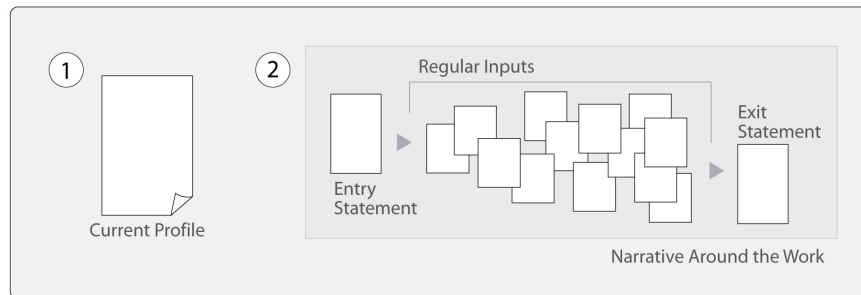 1
Current Profile
2
Regular Inputs
Entry
Statement
Exit
Statement
Narrative Around the Work